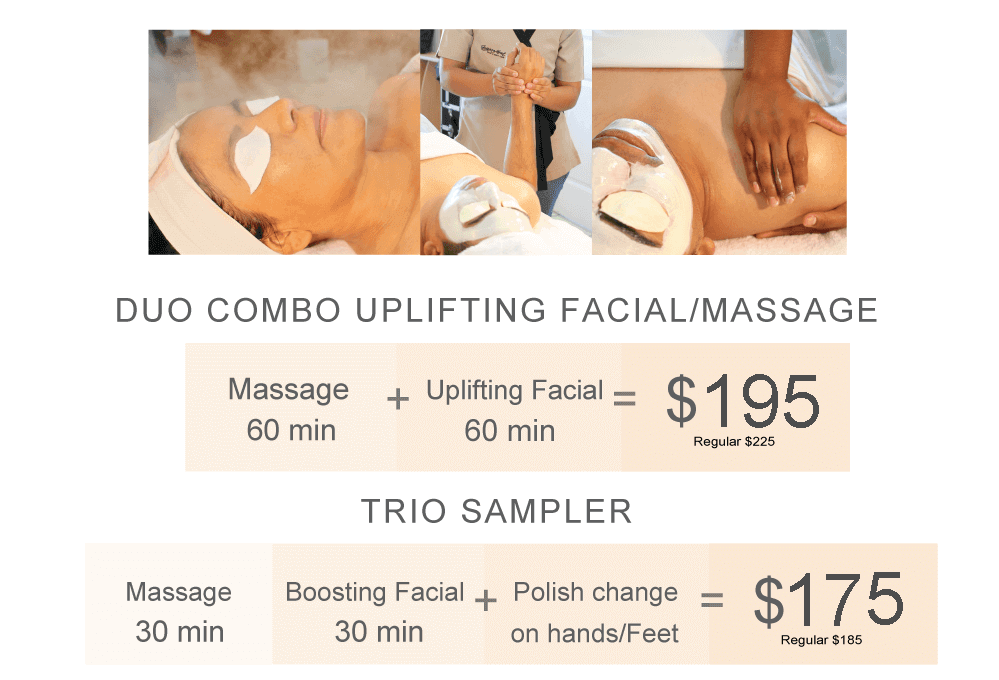 DUO COMBO UPLIFTING FACIAL/MASSAGE
Massage + Uplifting Facial = $195
60 min 60 min Regular $225
TRIO SAMPLER
Massage Boosting Facial + Polish change = $175
30 min 30 min on hands/Feet Regular $185